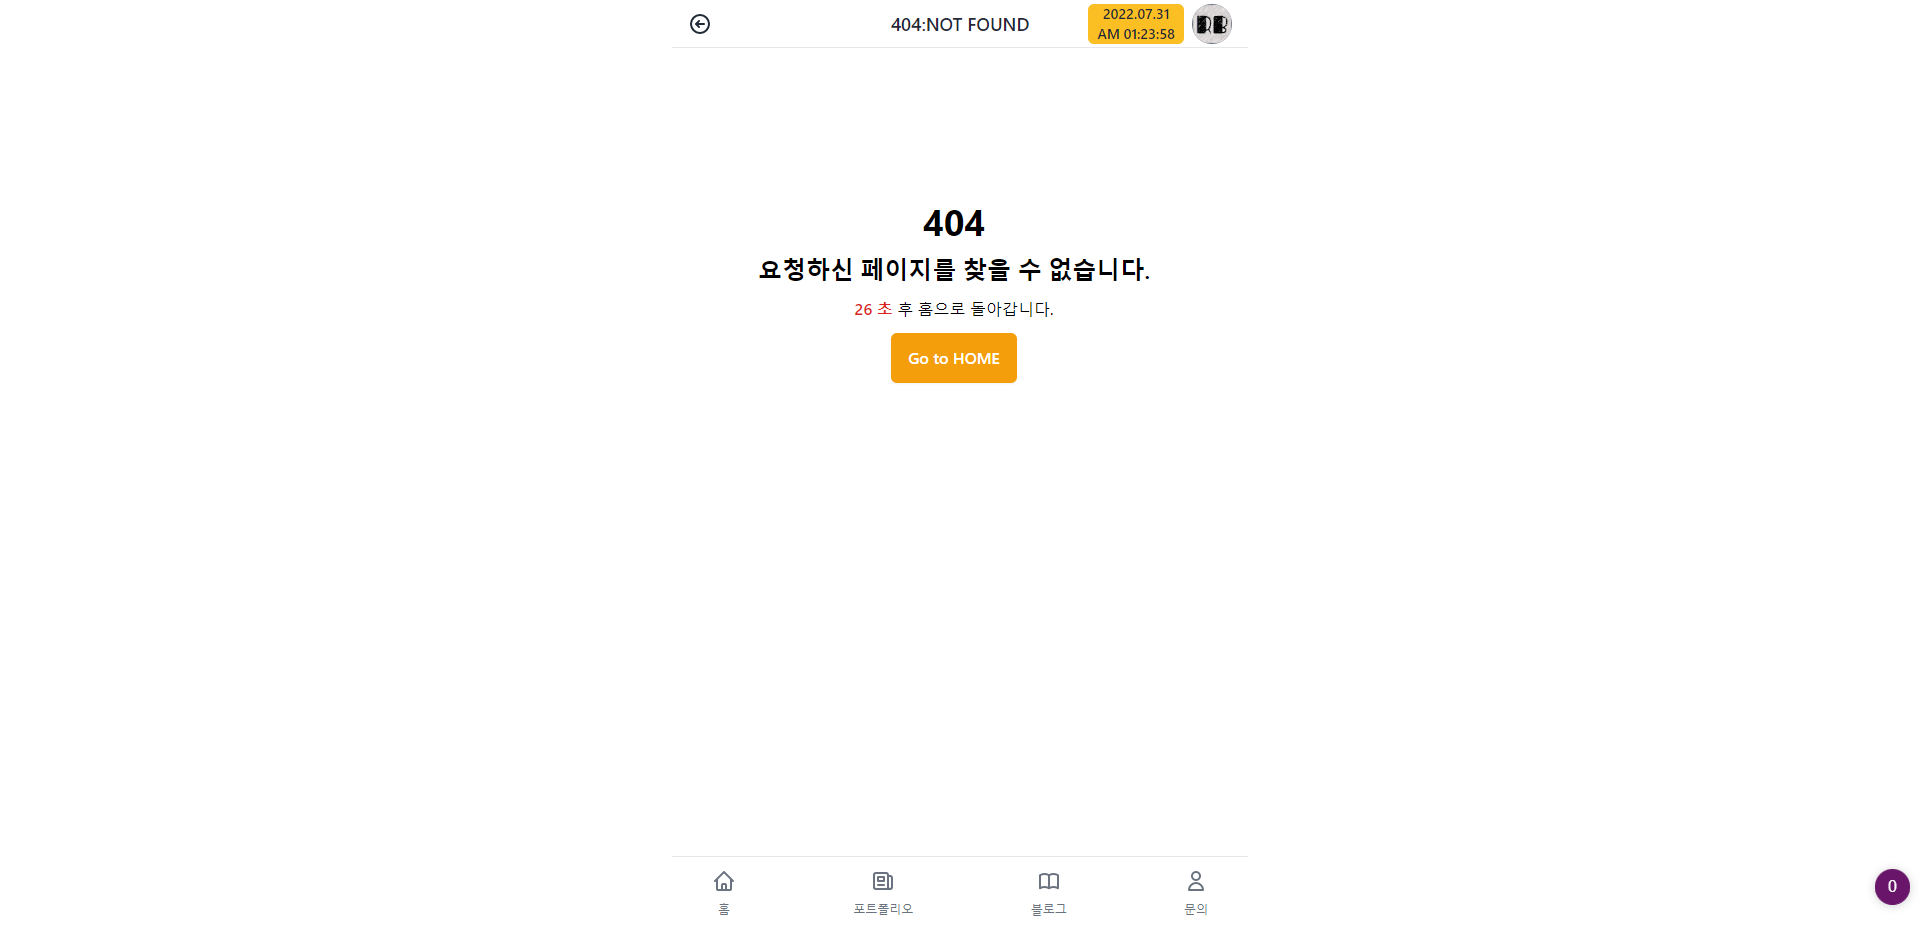 404:NOT FOUND
2022.07.31
AM 01:23:58
404
요청하신 페이지를 찾을 수 없습니다.
26 초 후 홈으로 돌아갑니다.
Go to HOME
홈
포트폴리오
블로그
문의
0